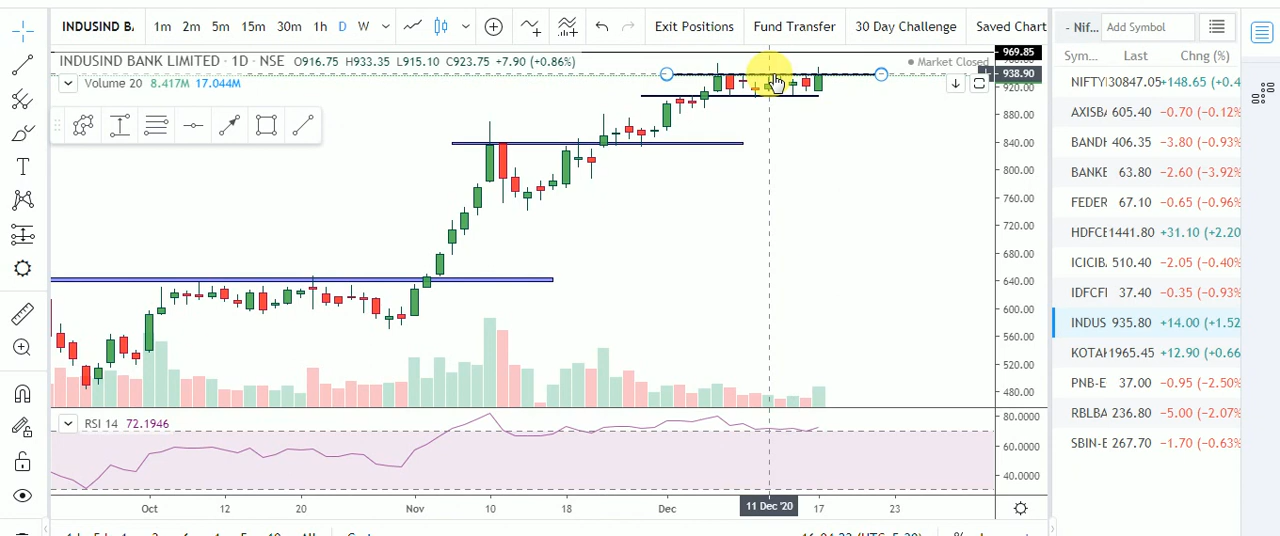 INDUSIND BA 1m 2m 5m 15m 30m 1h D W Exit Positions Fund Transfer 30 Day Challenge Saved Chart - Nif... Add Symbol
INDUSIND BANK LIMITED · 1D · NSE O916.75 H933.35 L915.10 C923.75 +7.90 (+0.86%) Market Closed
Volume 20 8.417M 17.044M
969.85
938.90
920.00
880.00
840.00
800.00
760.00
720.00
680.00
640.00
600.00
560.00
520.00
480.00
RSI 14 72.1946
80.0000
60.0000
40.0000
Oct 12 20 Nov 10 18 Dec 11 Dec '20 17 23
Sym... Last Chng (%)
NIFTY 30847.05 +148.65 (+0.4
AXISBA 605.40 −0.70 (−0.12%
BANDH 406.35 −3.80 (−0.93%
BANKE 63.80 −2.60 (−3.92%
FEDER 67.10 −0.65 (−0.96%
HDFCE 1441.80 +31.10 (+2.20
ICICIB 510.40 −2.05 (−0.40%
IDFCFI 37.40 −0.35 (−0.93%
INDUS 935.80 +14.00 (+1.52
KOTAK 1965.45 +12.90 (+0.66
PNB-E 37.00 −0.95 (−2.50%
RBLBA 236.80 −5.00 (−2.07%
SBIN-E 267.70 −1.70 (−0.63%